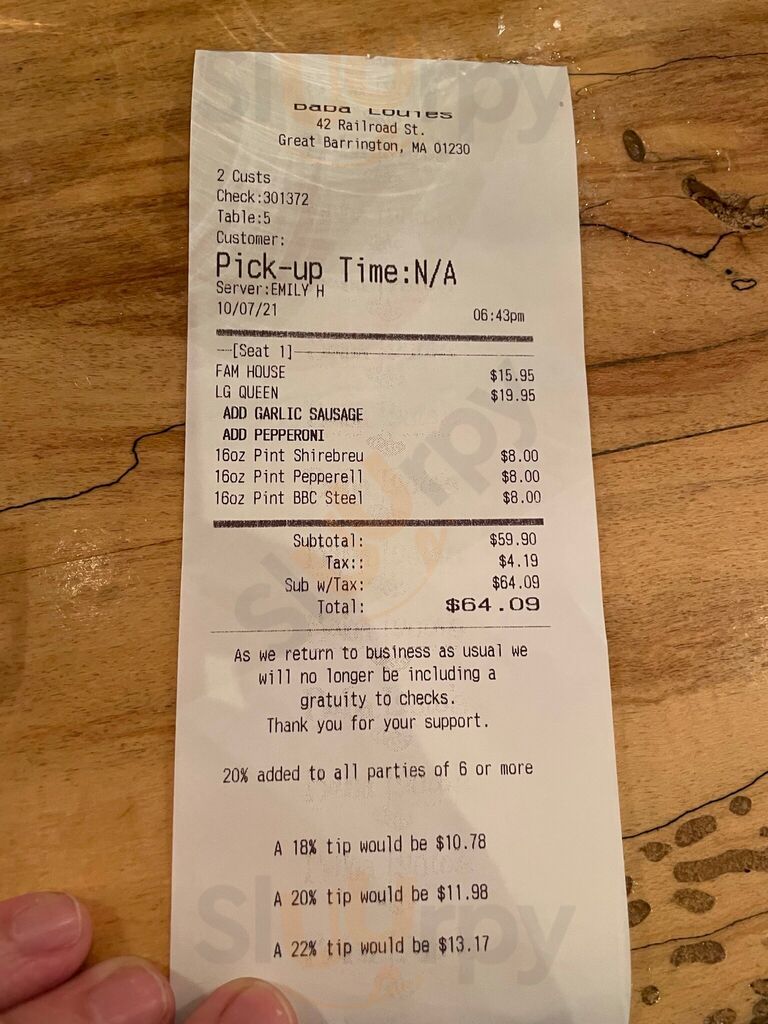 Baba Louies
42 Railroad St.
Great Barrington, MA 01230
2 Custs
Check:301372
Table:5
Customer:
Pick-up Time:N/A
Server:EMILY H
10/07/21 06:43pm
[Seat 1]
FAM HOUSE $15.95
LG QUEEN $19.95
ADD GARLIC SAUSAGE
ADD PEPPERONI
16oz Pint Shirebreu $8.00
16oz Pint Pepperell $8.00
16oz Pint BBC Steel $8.00
Subtotal: $59.90
Tax:: $4.19
Sub w/Tax: $64.09
Total: $64.09
As we return to business as usual we
will no longer be including a
gratuity to checks.
Thank you for your support.
20% added to all parties of 6 or more
A 18% tip would be $10.78
A 20% tip would be $11.98
A 22% tip would be $13.17
Sluurpy
Sluurpy
Sluurpy